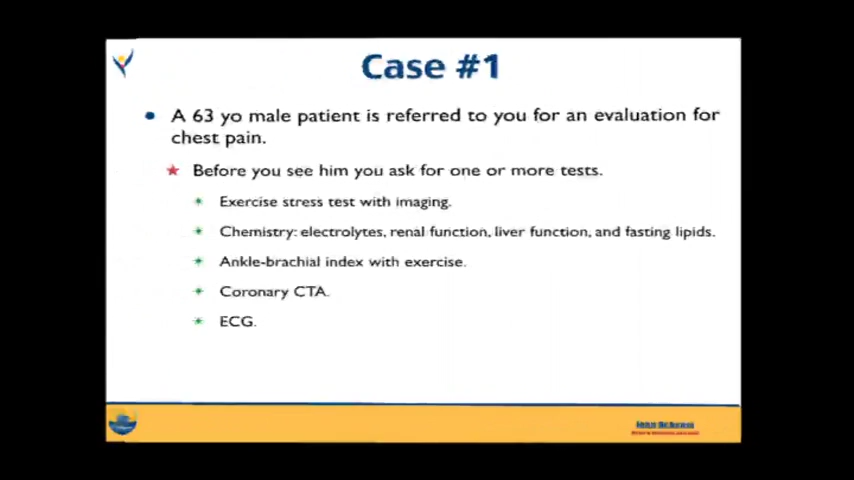 Case #1
A 63 yo male patient is referred to you for an evaluation for
chest pain.
Before you see him you ask for one or more tests.
Exercise stress test with imaging.
Chemistry: electrolytes, renal function, liver function, and fasting lipids.
Ankle-brachial index with exercise.
Coronary CTA.
ECG.